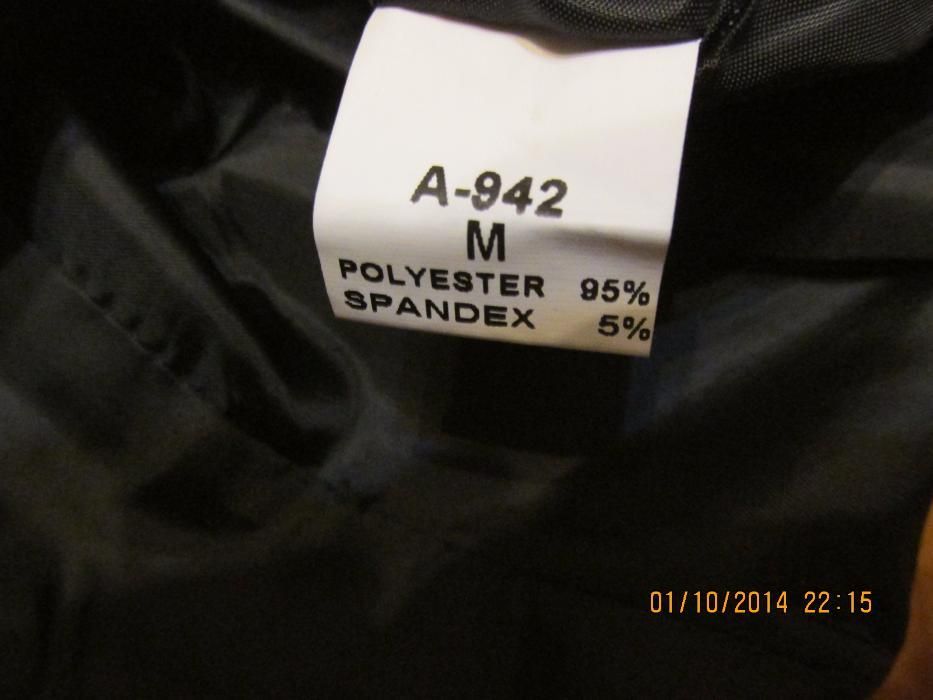 A-942
M
POLYESTER 95%
SPANDEX 5%
01/10/2014 22:15